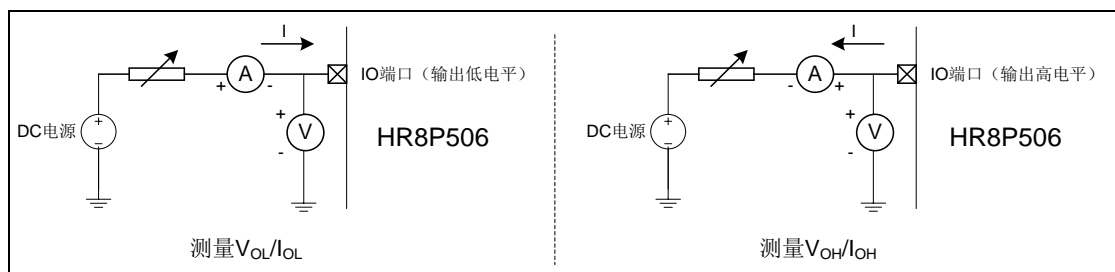 I
A
+ -
IO端口（输出低电平）
DC电源
+
-
+
V
-
HR8P506
测量VOL/IOL
I
A
- +
IO端口（输出高电平）
DC电源
+
-
+
V
-
HR8P506
测量VOH/IOH